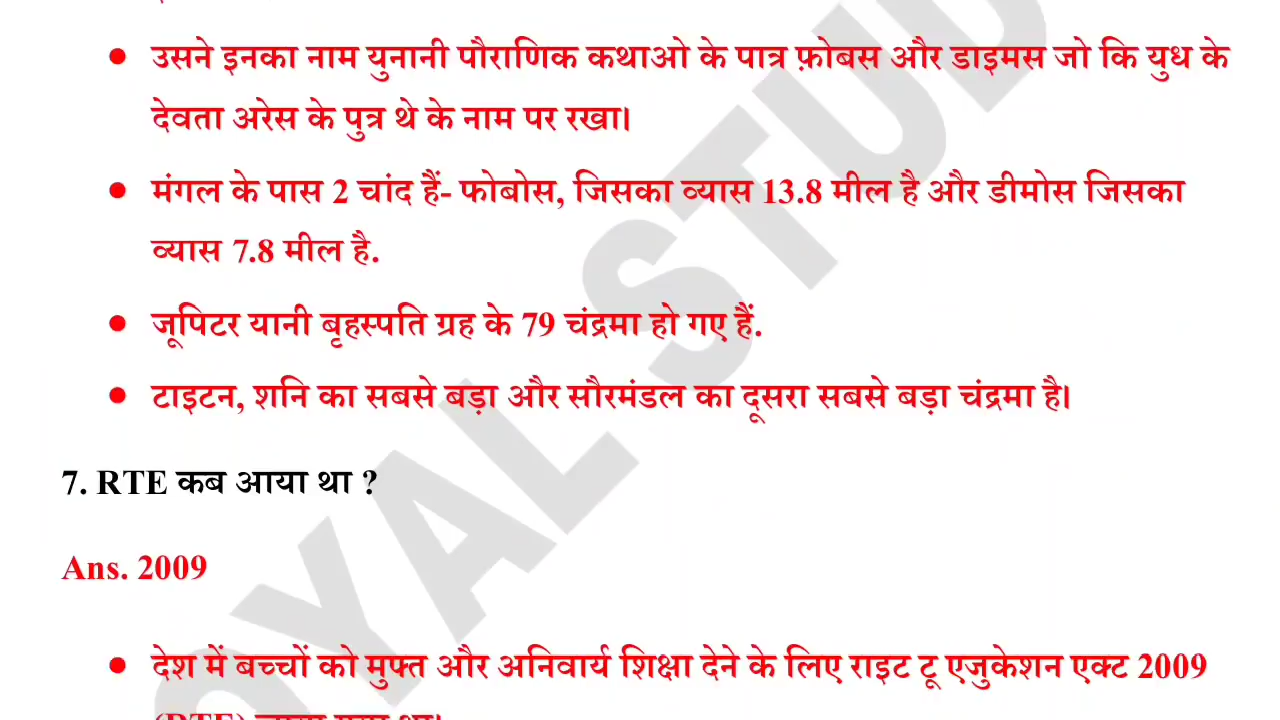 उसने इनका नाम युनानी पौराणिक कथाओ के पात्र फ़ोबस और डाइमस जो कि युध के
देवता अरेस के पुत्र थे के नाम पर रखा।
मंगल के पास 2 चांद हैं- फोबोस, जिसका व्यास 13.8 मील है और डीमोस जिसका
व्यास 7.8 मील है.
जूपिटर यानी बृहस्पति ग्रह के 79 चंद्रमा हो गए हैं.
टाइटन, शनि का सबसे बड़ा और सौरमंडल का दूसरा सबसे बड़ा चंद्रमा है।
7. RTE कब आया था ?
Ans. 2009
देश में बच्चों को मुफ्त और अनिवार्य शिक्षा देने के लिए राइट टू एजुकेशन एक्ट 2009